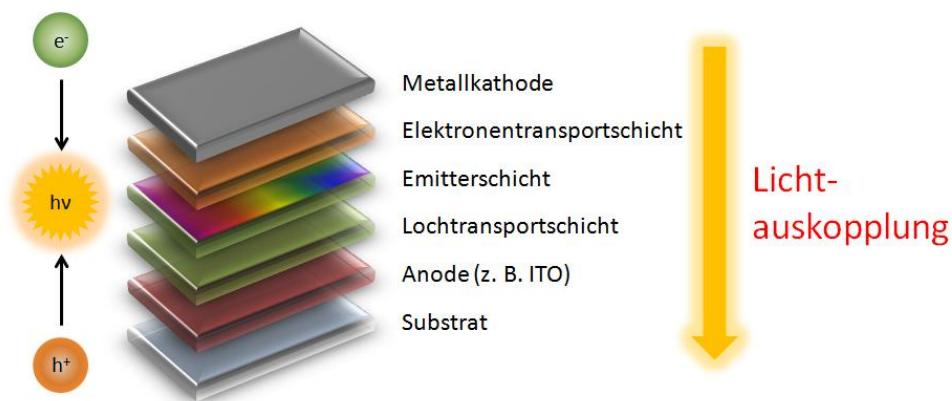 e-
hν
h+
Metallkathode
Elektronentransportschicht
Emitterschicht
Lochtransportschicht
Anode (z. B. ITO)
Substrat
Licht-
auskopplung